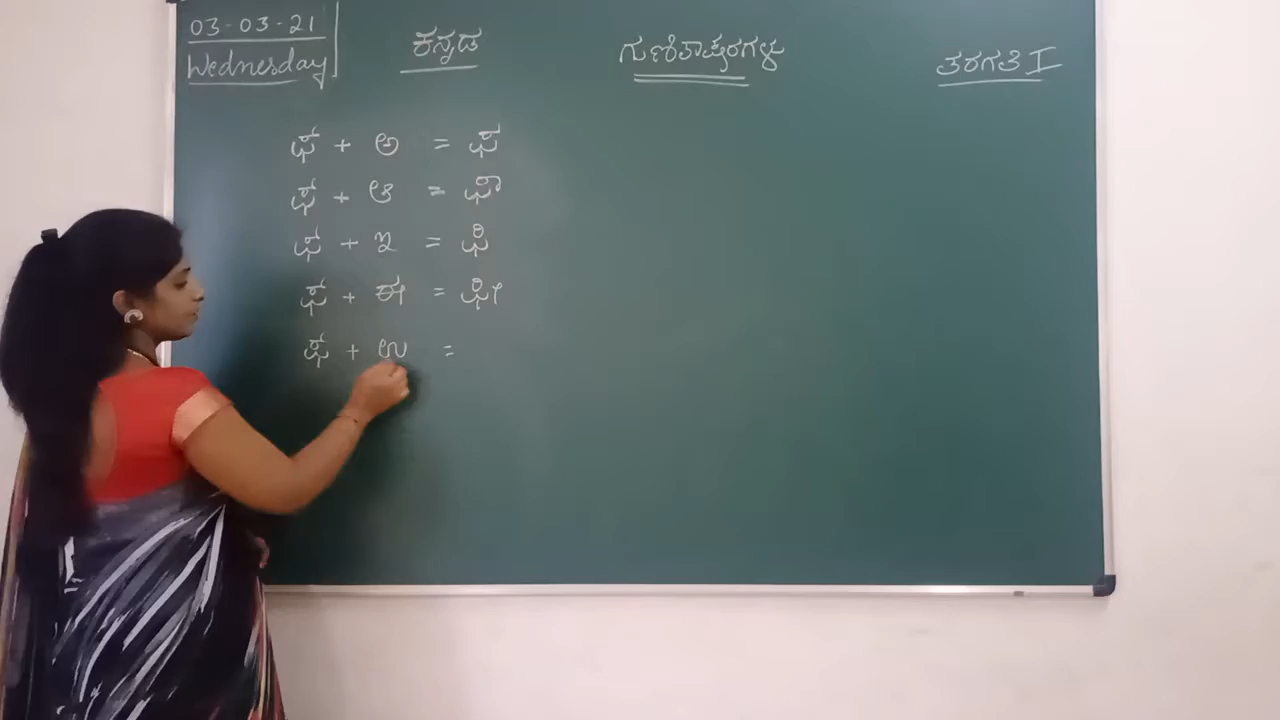 03-03-21
Wednesday ಕನ್ನಡ ಗುಣಿತಾಕ್ಷರಗಳು ತರಗತಿ I
ಫ್ + ಅ = ಫ
ಫ್ + ಆ = ಫಾ
ಫ್ + ಇ = ಫಿ
ಫ್ + ಈ = ಫೀ
ಫ್ + ಉ =